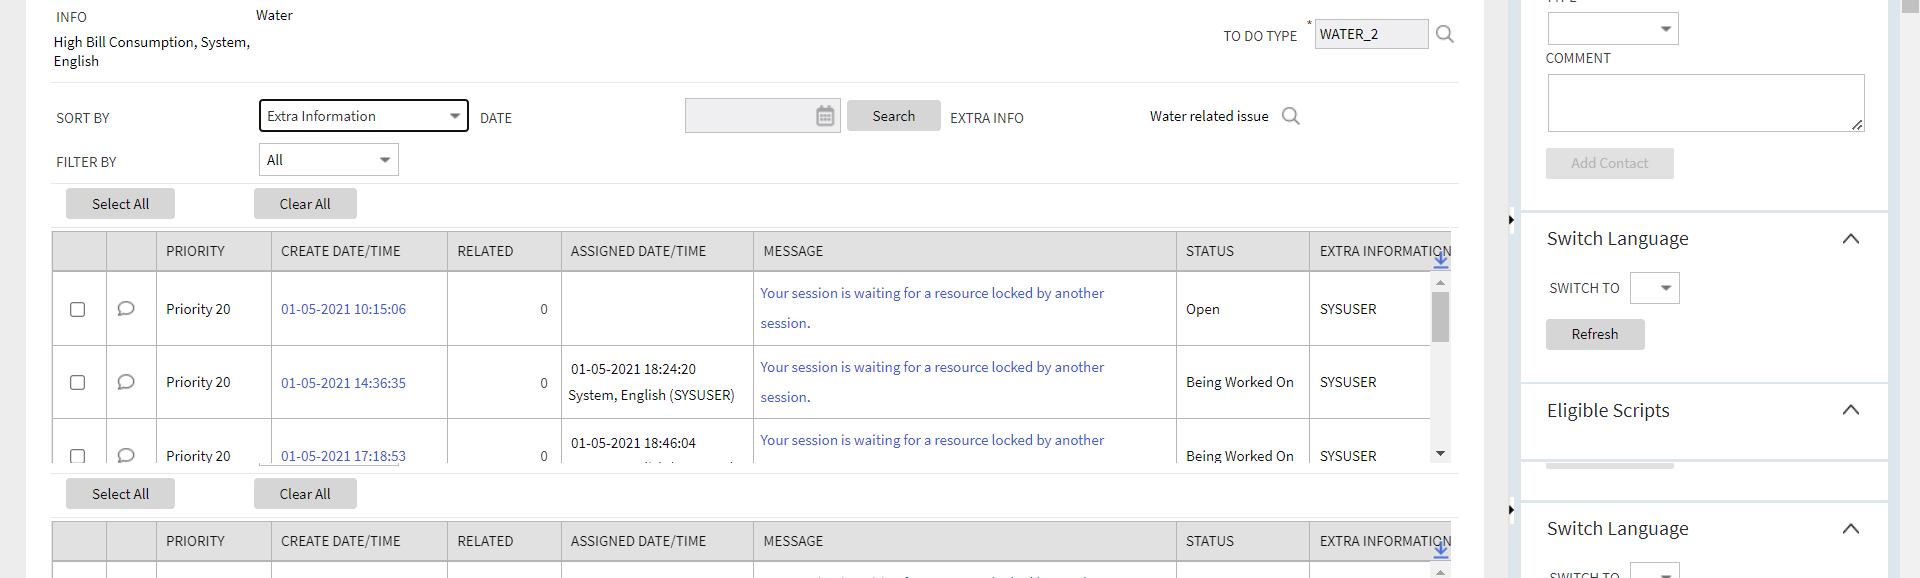 INFO
Water
High Bill Consumption, System,
English
TO DO TYPE * WATER_2
SORT BY Extra Information DATE Search EXTRA INFO Water related issue
FILTER BY All
Select All Clear All
PRIORITY CREATE DATE/TIME RELATED ASSIGNED DATE/TIME MESSAGE STATUS EXTRA INFORMATION
Priority 20 01-05-2021 10:15:06 0 Your session is waiting for a resource locked by another
session. Open SYSUSER
Priority 20 01-05-2021 14:36:35 0 01-05-2021 18:24:20
System, English (SYSUSER) Your session is waiting for a resource locked by another
session. Being Worked On SYSUSER
Priority 20 01-05-2021 17:18:53 0 01-05-2021 18:46:04 Your session is waiting for a resource locked by another
Being Worked On SYSUSER
Select All Clear All
PRIORITY CREATE DATE/TIME RELATED ASSIGNED DATE/TIME MESSAGE STATUS EXTRA INFORMATION
COMMENT
Add Contact
Switch Language
SWITCH TO
Refresh
Eligible Scripts
Switch Language
SWITCH TO